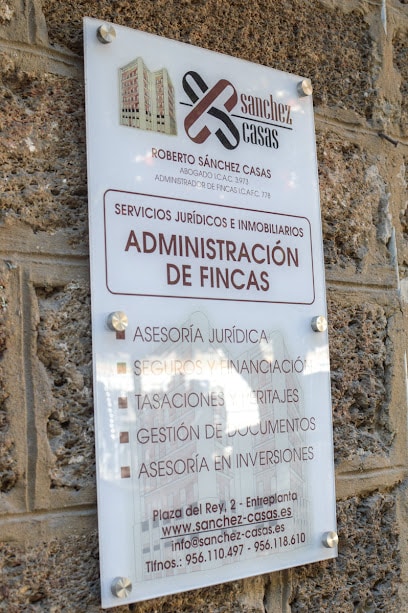 sanchez
casas
ROBERTO SÁNCHEZ CASAS
ABOGADO I.C.A.C. 3.973
ADMINISTRADOR DE FINCAS I.C.A.F.C. 778
SERVICIOS JURÍDICOS E INMOBILIARIOS
ADMINISTRACIÓN
DE FINCAS
ASESORÍA JURÍDICA
SEGUROS Y FINANCIACIÓN
TASACIONES Y PERITAJES
GESTIÓN DE DOCUMENTOS
ASESORÍA EN INVERSIONES
Plaza del Rey, 2 - Entreplanta
www.sanchez-casas.es
info@sanchez-casas.es
Tlfnos.: 956.110.497 - 956.118.610